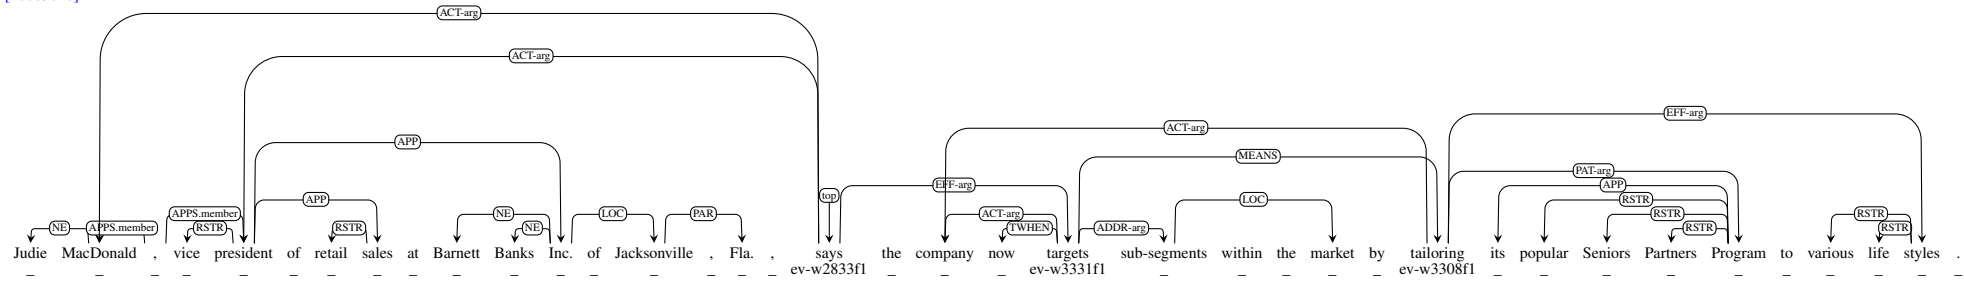 ACT-arg
ACT-arg
EFF-arg
ACT-arg
APP
MEANS
PAT-arg
EFF-arg
APP
top
APP
RSTR
LOC
NE
APPS.member
APPS.member
RSTR
RSTR
NE
NE
LOC
PAR
ACT-arg
TWHEN
ADDR-arg
RSTR
RSTR
RSTR
RSTR
Judie MacDonald , vice president of retail sales at Barnett Banks Inc. of Jacksonville , Fla. , says the company now targets sub-segments within the market by tailoring its popular Seniors Partners Program to various life styles .
_ _ _ _ _ _ _ _ _ _ _ _ _ _ _ _ _ ev-w2833f1 _ _ _ ev-w3331f1 _ _ _ _ _ ev-w3308f1 _ _ _ _ _ _ _ _ _ _